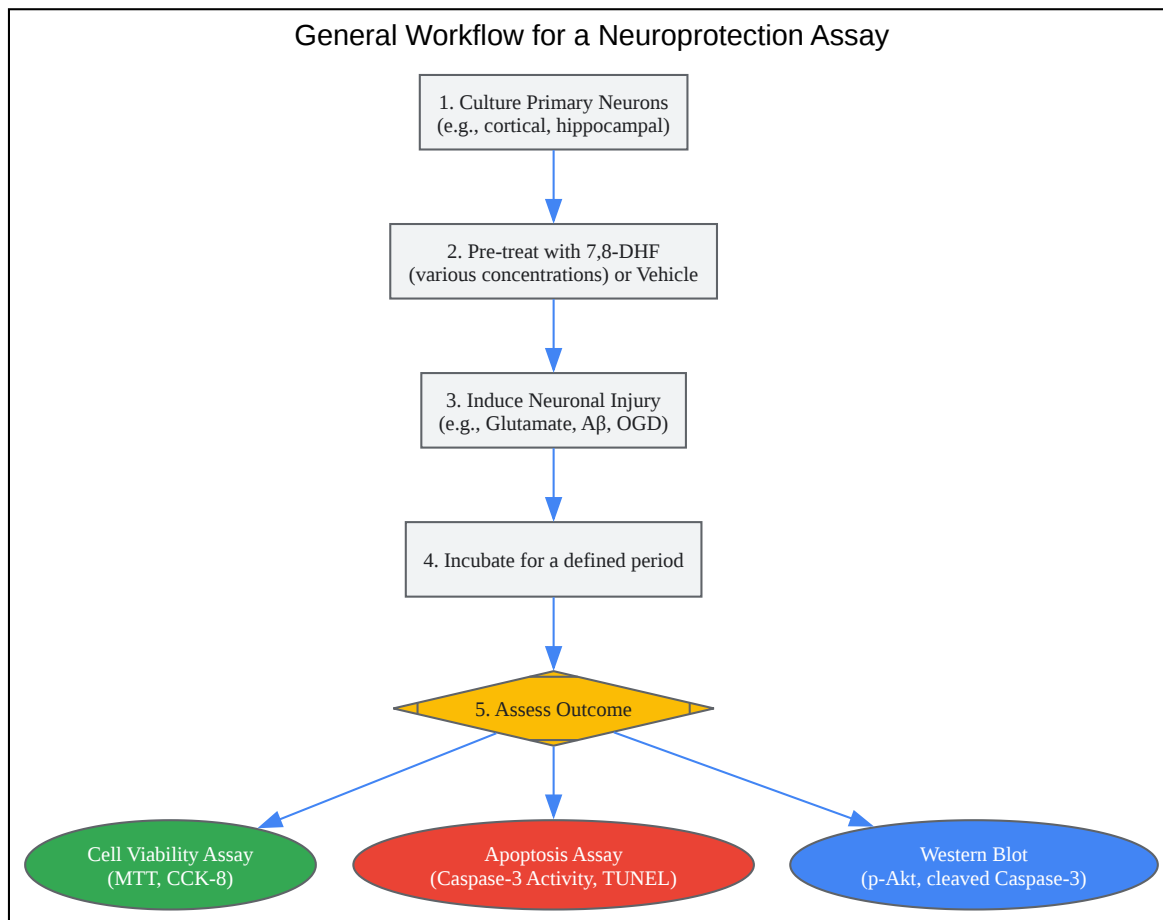 General Workflow for a Neuroprotection Assay
1. Culture Primary Neurons
(e.g., cortical, hippocampal)
2. Pre-treat with 7,8-DHF
(various concentrations) or Vehicle
3. Induce Neuronal Injury
(e.g., Glutamate, Aβ, OGD)
4. Incubate for a defined period
5. Assess Outcome
Cell Viability Assay
(MTT, CCK-8)
Apoptosis Assay
(Caspase-3 Activity, TUNEL)
Western Blot
(p-Akt, cleaved Caspase-3)